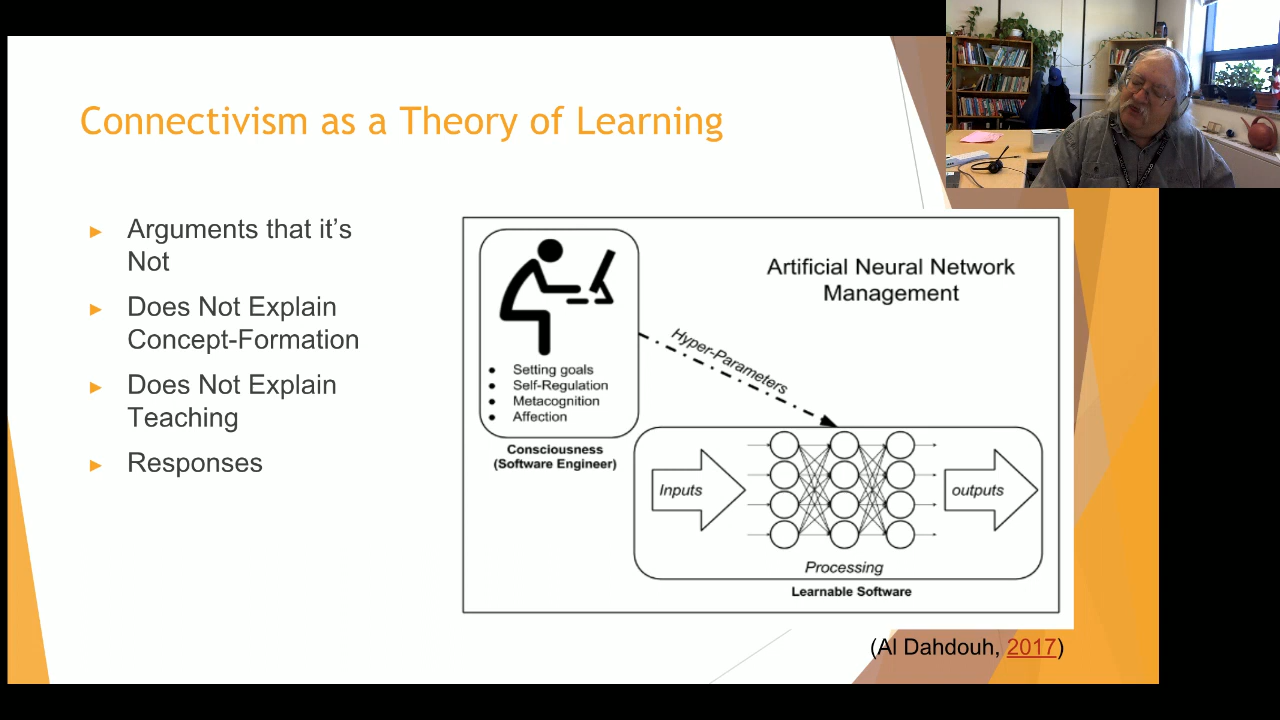 Connectivism as a Theory of Learning
► Arguments that it’s
Not
► Does Not Explain
Concept-Formation
► Does Not Explain
Teaching
► Responses
Artificial Neural Network
Management
Hyper-Parameters
• Setting goals
• Self-Regulation
• Metacognition
• Affection
Consciousness
(Software Engineer)
Inputs
outputs
Processing
Learnable Software
(Al Dahdouh, 2017)